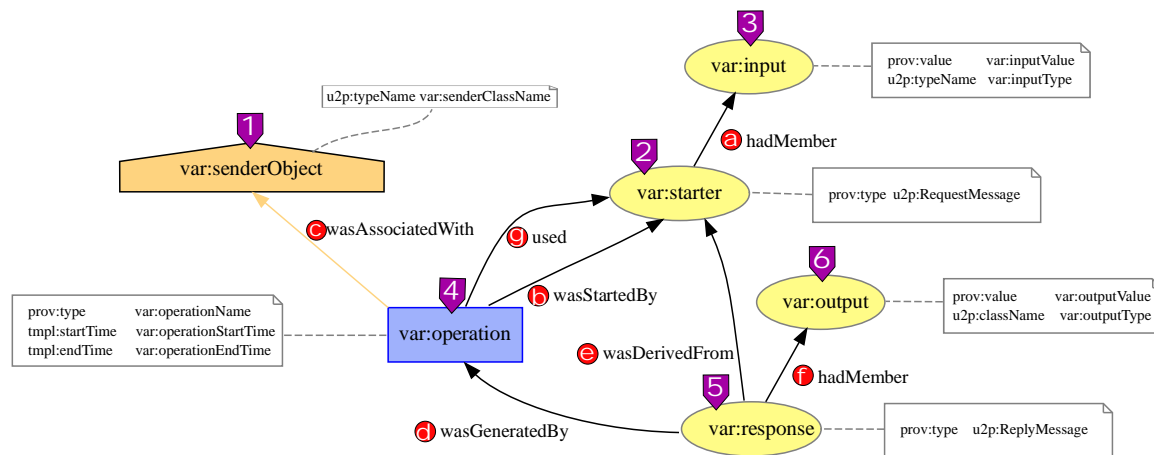 3
var:input
prov:value var:inputValue
u2p:typeName var:inputType
u2p:typeName var:senderClassName
1
var:senderObject
a hadMember
2
var:starter
prov:type u2p:RequestMessage
c wasAssociatedWith
g used
6
var:output
prov:value var:outputValue
u2p:className var:outputType
4
var:operation
b wasStartedBy
prov:type var:operationName
tmpl:startTime var:operationStartTime
tmpl:endTime var:operationEndTime
e wasDerivedFrom
f hadMember
5
var:response
prov:type u2p:ReplyMessage
d wasGeneratedBy